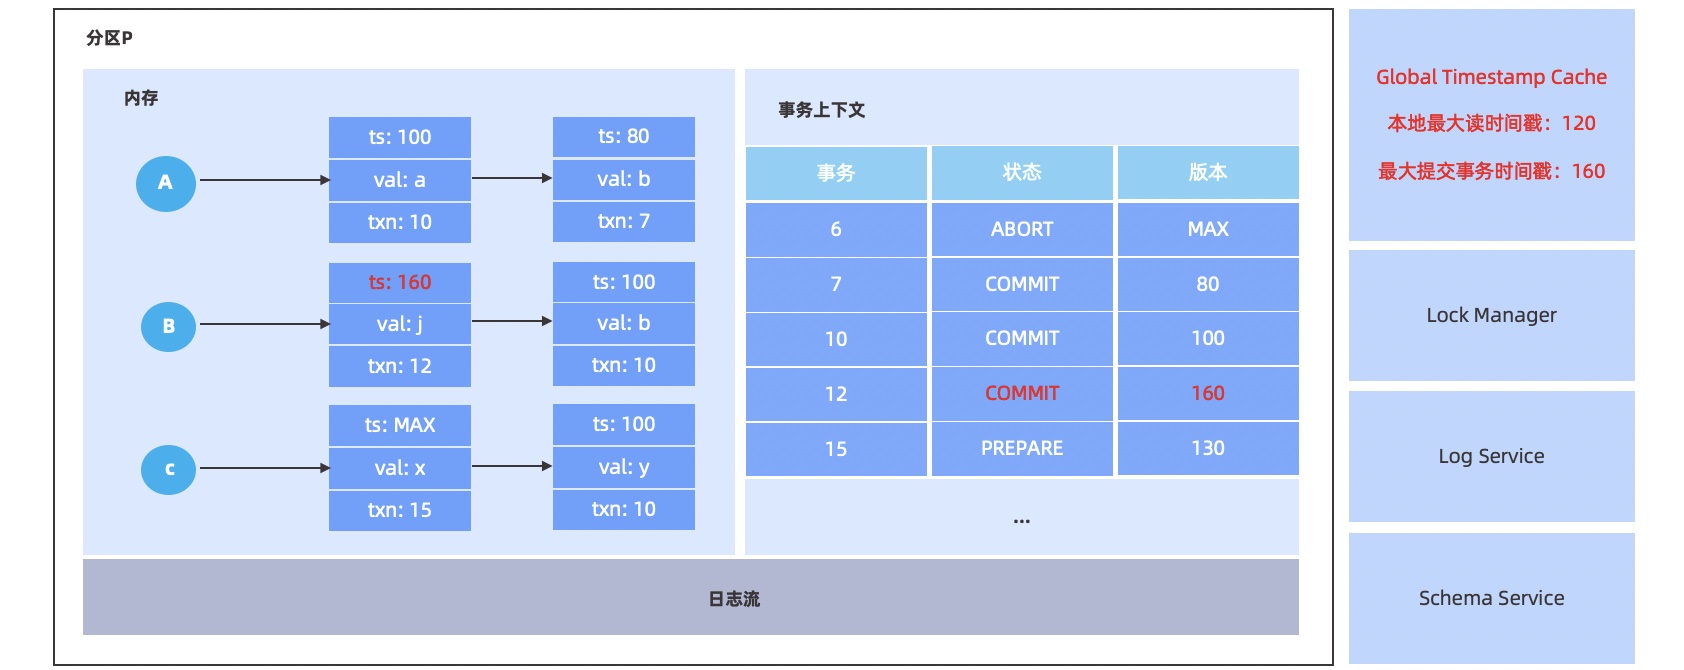 分区P
内存
A
ts: 100
val: a
txn: 10
ts: 80
val: b
txn: 7
B
ts: 160
val: j
txn: 12
ts: 100
val: b
txn: 10
c
ts: MAX
val: x
txn: 15
ts: 100
val: y
txn: 10
事务上下文
事务 状态 版本
6 ABORT MAX
7 COMMIT 80
10 COMMIT 100
12 COMMIT 160
15 PREPARE 130
...
日志流
Global Timestamp Cache
本地最大读时间戳：120
最大提交事务时间戳：160
Lock Manager
Log Service
Schema Service